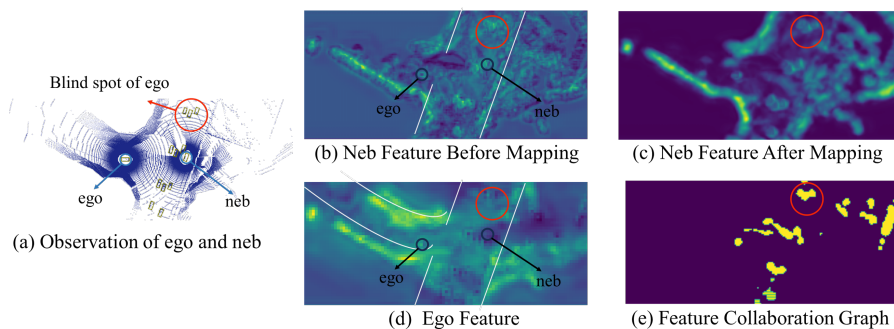 Blind spot of ego
ego
neb
(a) Observation of ego and neb
ego
neb
(b) Neb Feature Before Mapping
(c) Neb Feature After Mapping
ego
neb
(d) Ego Feature
(e) Feature Collaboration Graph